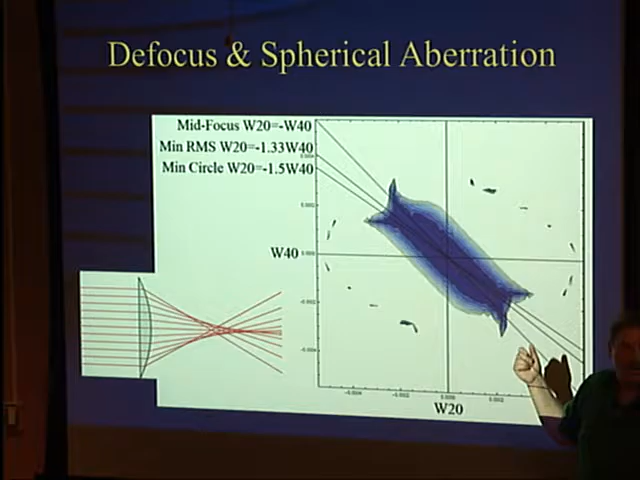 Defocus & Spherical Aberration
Mid-Focus W20=-W40
Min RMS W20=-1.33W40
Min Circle W20=-1.5W40
W40
W20